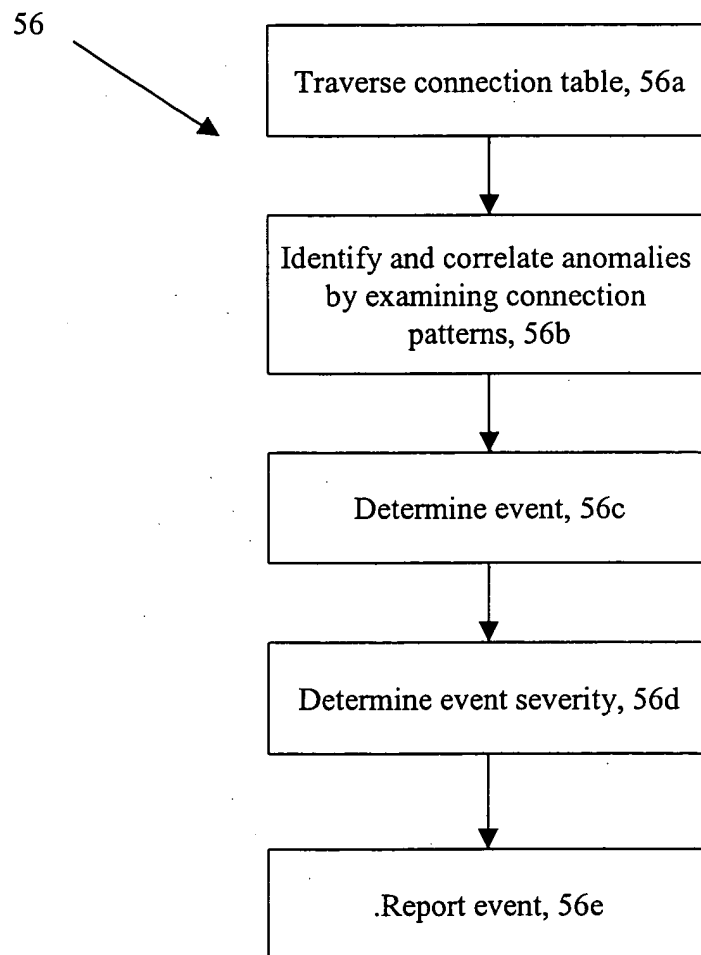 56
Traverse connection table, 56a
Identify and correlate anomalies
by examining connection
patterns, 56b
Determine event, 56c
Determine event severity, 56d
.Report event, 56e